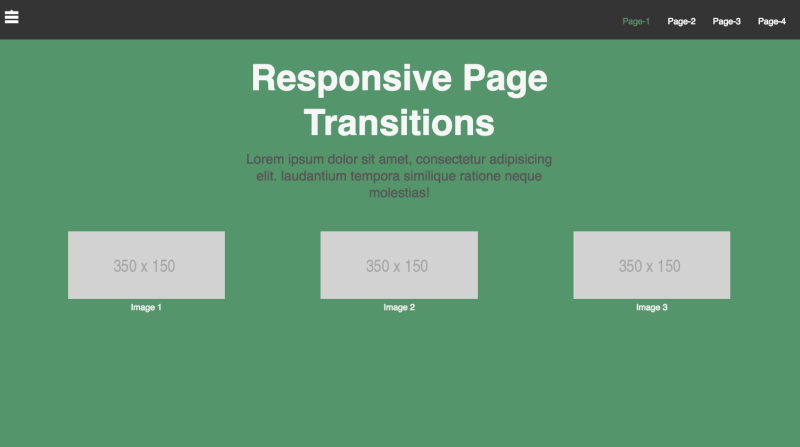 Page-1 Page-2 Page-3 Page-4
Responsive Page
Transitions
Lorem ipsum dolor sit amet, consectetur adipisicing
elit. laudantium tempora similique ratione neque
molestias!
350 x 150 350 x 150 350 x 150
Image 1 Image 2 Image 3